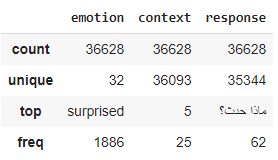 emotion context response
count 36628 36628 36628
unique 32 36093 35344
top surprised 5 ماذا حدث؟
freq 1886 25 62